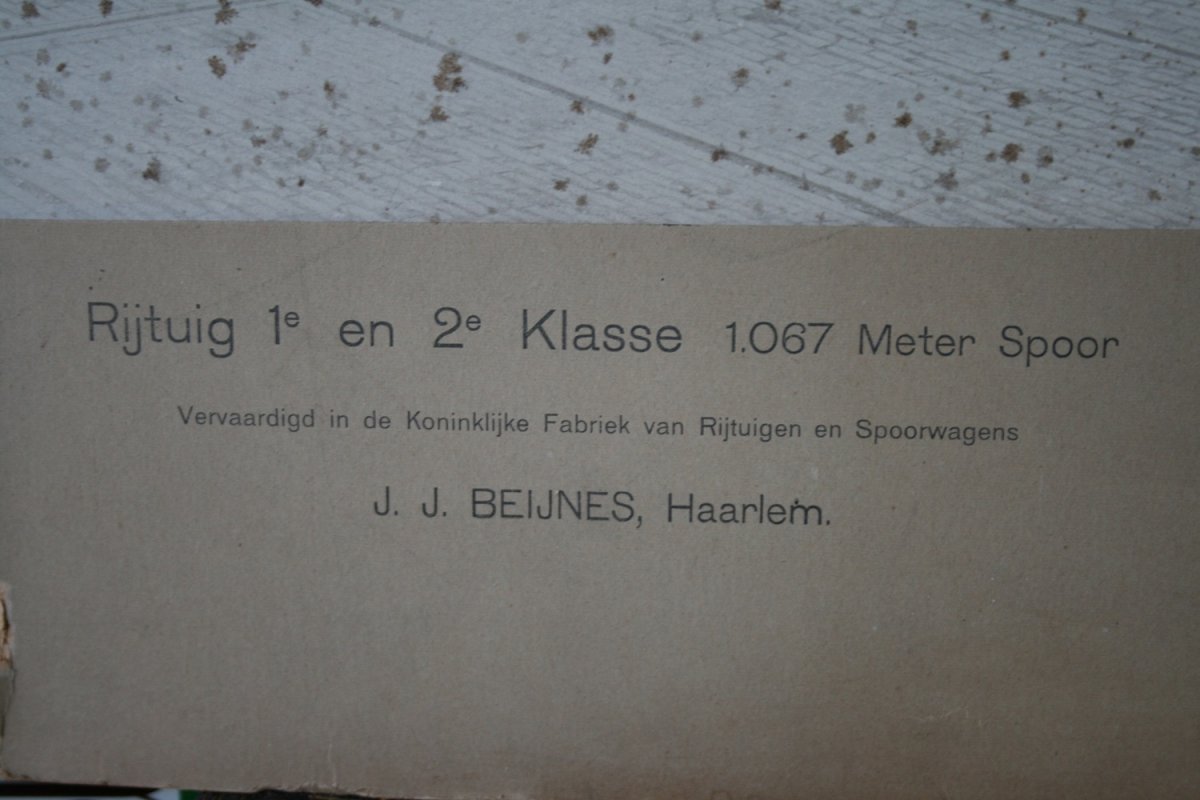 Rijtuig 1e en 2e Klasse 1.067 Meter Spoor
Vervaardigd in de Koninklijke Fabriek van Rijtuigen en Spoorwagens
J. J. BEIJNES, Haarlem.